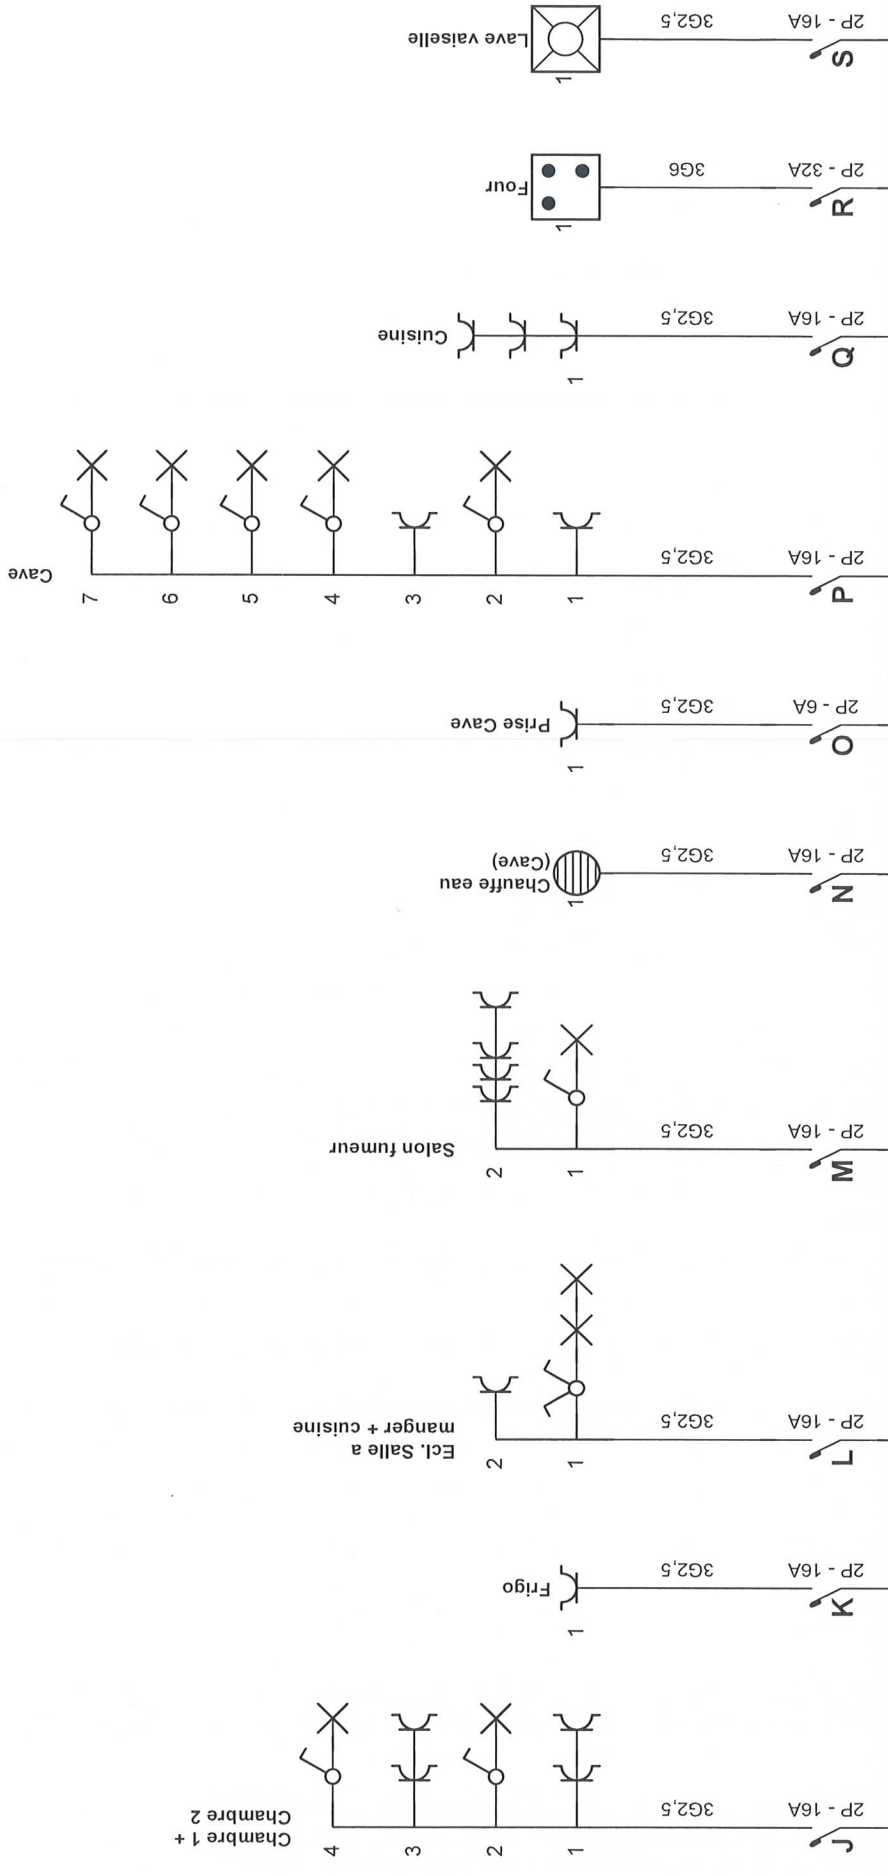 Chambre 1 +
Chambre 2
4
3
2
1
3G2,5
2P - 16A
J
Frigo
1
3G2,5
2P - 16A
K
Ecl. Salle a
manger + cuisine
2
1
3G2,5
2P - 16A
L
Salon fumeur
2
1
3G2,5
2P - 16A
M
Chauffe eau
(Cave)
1
3G2,5
2P - 16A
N
Prise Cave
1
3G2,5
2P - 6A
O
Cave
7
6
5
4
3
2
1
3G2,5
2P - 16A
P
Cuisine
1
3G2,5
2P - 16A
Q
Four
1
3G6
2P - 32A
R
Lave vaiselle
1
3G2,5
2P - 16A
S